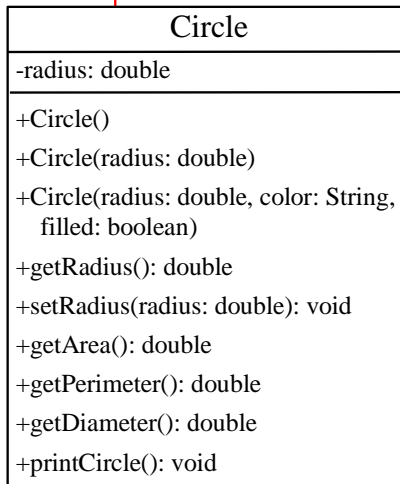 Circle
-radius: double
+Circle()
+Circle(radius: double)
+Circle(radius: double, color: String,
filled: boolean)
+getRadius(): double
+setRadius(radius: double): void
+getArea(): double
+getPerimeter(): double
+getDiameter(): double
+printCircle(): void